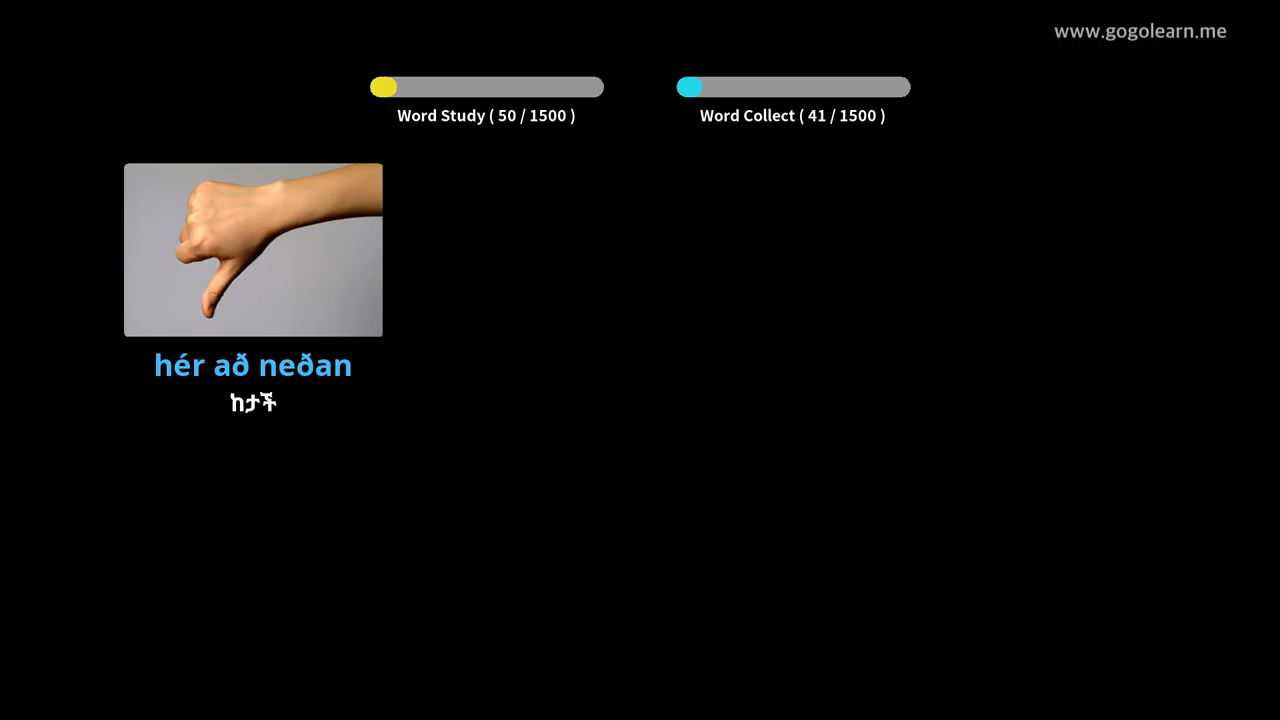 www.gogolearn.me
Word Study ( 50 / 1500 )
Word Collect ( 41 / 1500 )
hér að neðan
ከታች